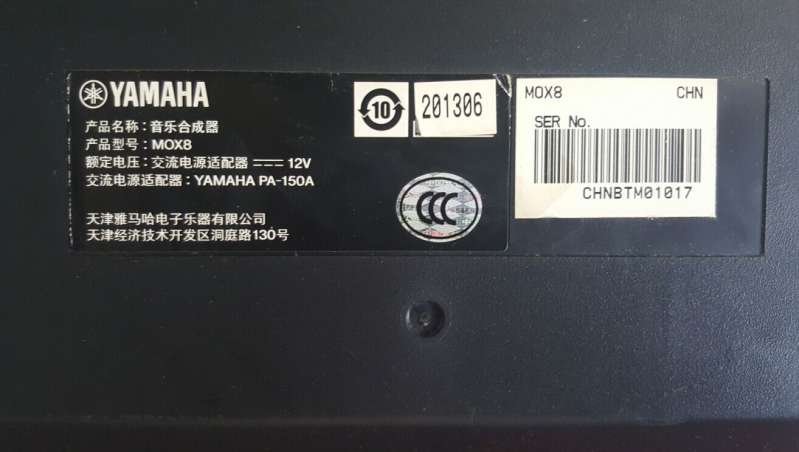 YAMAHA
产品名称：音乐合成器
产品型号：MOX8
额定电压：交流电源适配器 ⎓ 12V
交流电源适配器：YAMAHA PA-150A
天津雅马哈电子乐器有限公司
天津经济技术开发区洞庭路130号
10
201306
CCC
MOX8 CHN
SER No.
CHNBTM01017